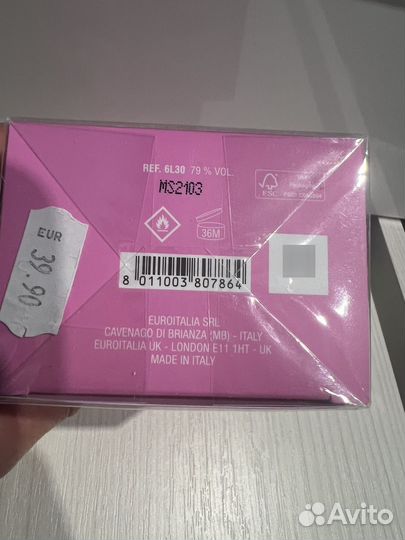 REF. 6L30 79 % VOL.
MS2103
36M
FSC
EUR
39.90
8 011003 807864
EUROITALIA SRL
CAVENAGO DI BRIANZA (MB) - ITALY
EUROITALIA UK - LONDON E11 1HT - UK
MADE IN ITALY
Avito